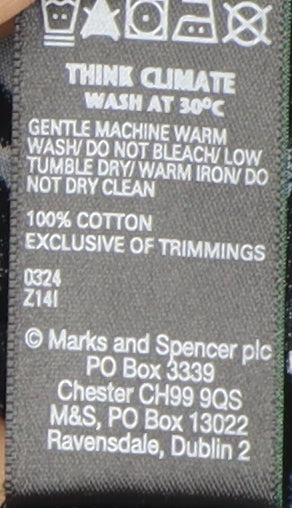 THINK CLIMATE
WASH AT 30ºC
GENTLE MACHINE WARM
WASH/ DO NOT BLEACH/ LOW
TUMBLE DRY/ WARM IRON/ DO
NOT DRY CLEAN
100% COTTON
EXCLUSIVE OF TRIMMINGS
0324
Z14I
© Marks and Spencer plc
PO Box 3339
Chester CH99 9QS
M&S, PO Box 13022
Ravensdale, Dublin 2